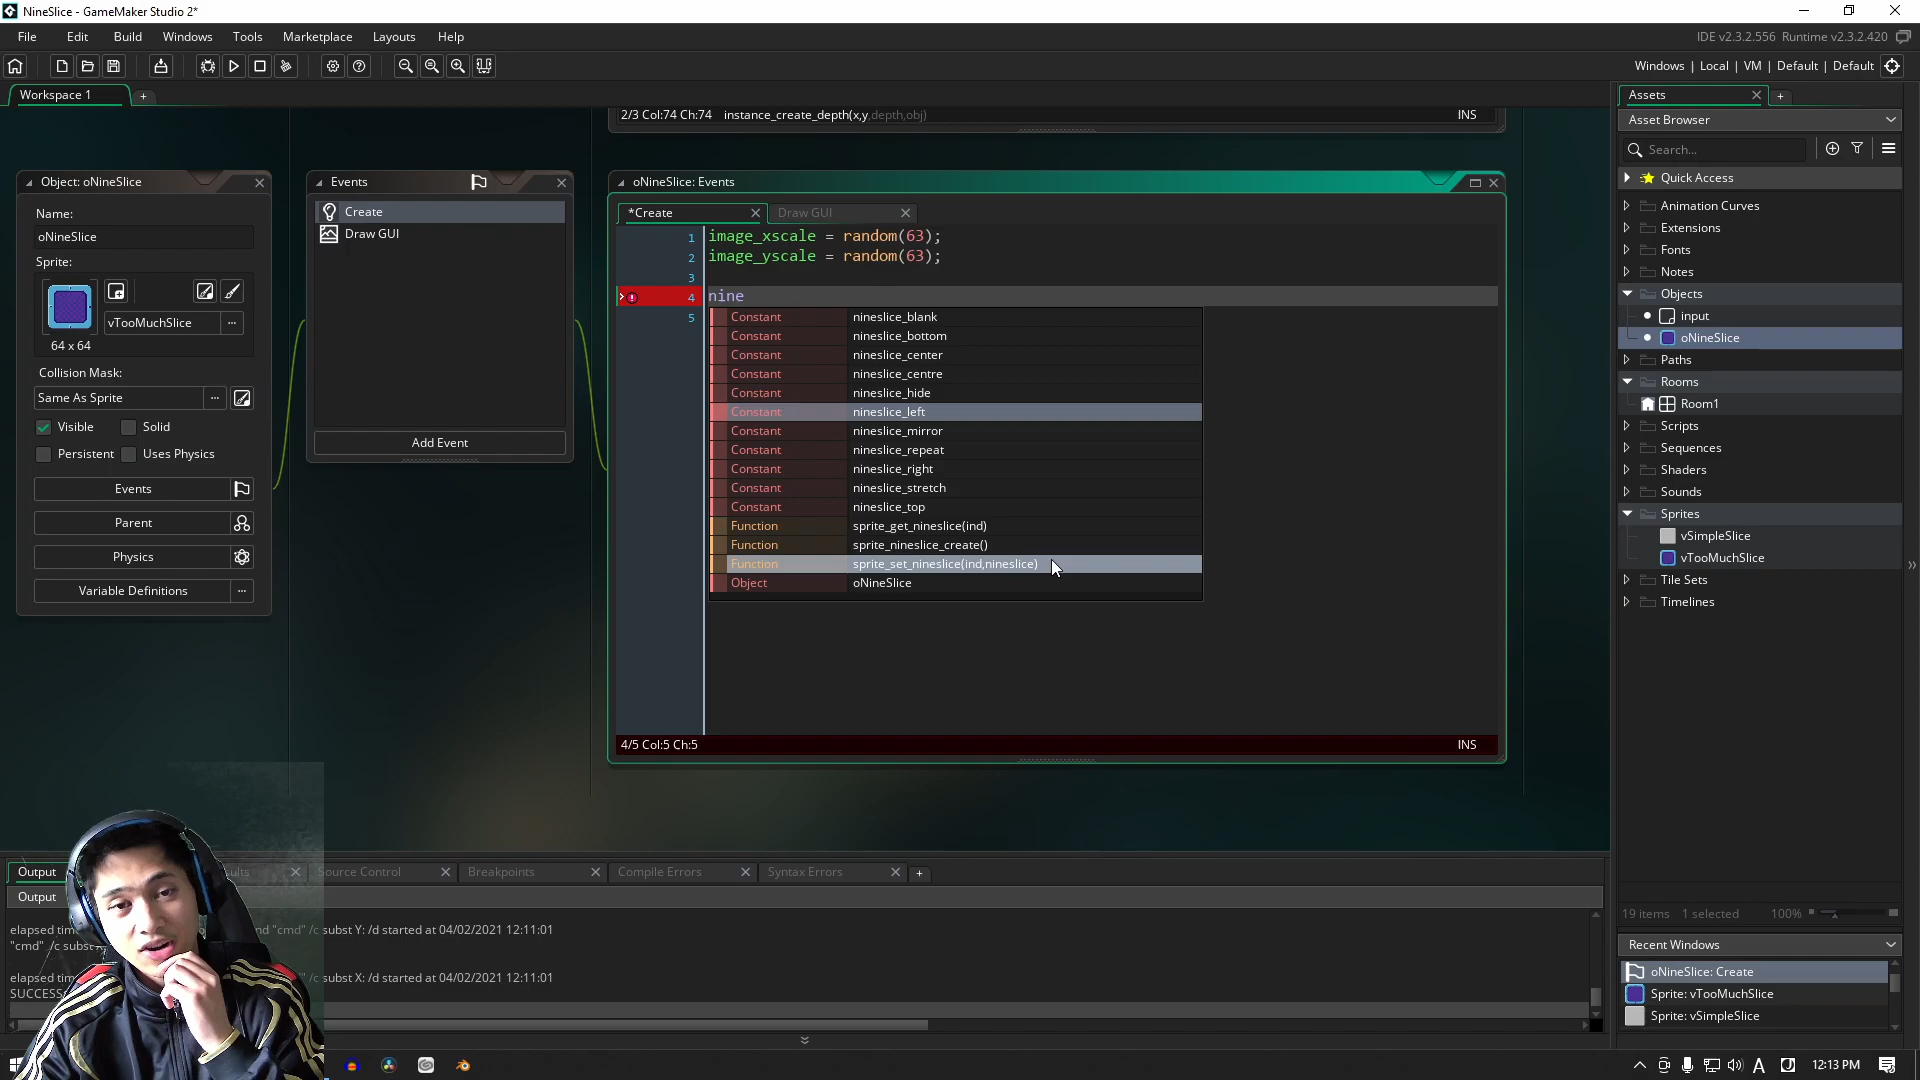 NineSlice - GameMaker Studio 2*
File Edit Build Windows Tools Marketplace Layouts Help
IDE v2.3.2.556 Runtime v2.3.2.420
Windows | Local | VM | Default | Default
Workspace 1
2/3 Col:74 Ch:74 instance_create_depth(x,y,depth,obj) INS
Object: oNineSlice
Name:
oNineSlice
Sprite:
vTooMuchSlice
64 x 64
Collision Mask:
Same As Sprite
Visible Solid
Persistent Uses Physics
Events
Parent
Physics
Variable Definitions
Events
Create
Draw GUI
Add Event
oNineSlice: Events
*Create Draw GUI
1 image_xscale = random(63);
2 image_yscale = random(63);
3
4 nine
5
Constant nineslice_blank
Constant nineslice_bottom
Constant nineslice_center
Constant nineslice_centre
Constant nineslice_hide
Constant nineslice_left
Constant nineslice_mirror
Constant nineslice_repeat
Constant nineslice_right
Constant nineslice_stretch
Constant nineslice_top
Function sprite_get_nineslice(ind)
Function sprite_nineslice_create()
Function sprite_set_nineslice(ind,nineslice)
Object oNineSlice
4/5 Col:5 Ch:5 INS
Assets
Asset Browser
Search...
Quick Access
Animation Curves
Extensions
Fonts
Notes
Objects
input
oNineSlice
Paths
Rooms
Room1
Scripts
Sequences
Shaders
Sounds
Sprites
vSimpleSlice
vTooMuchSlice
Tile Sets
Timelines
19 items 1 selected 100%
Recent Windows
oNineSlice: Create
Sprite: vTooMuchSlice
Sprite: vSimpleSlice
Output Source Control Breakpoints Compile Errors Syntax Errors
Output
elapsed "cmd" /c subst Y: /d started at 04/02/2021 12:11:01
"cmd" /c
elapsed /c subst X: /d started at 04/02/2021 12:11:01
SUCCESS
A 12:13 PM